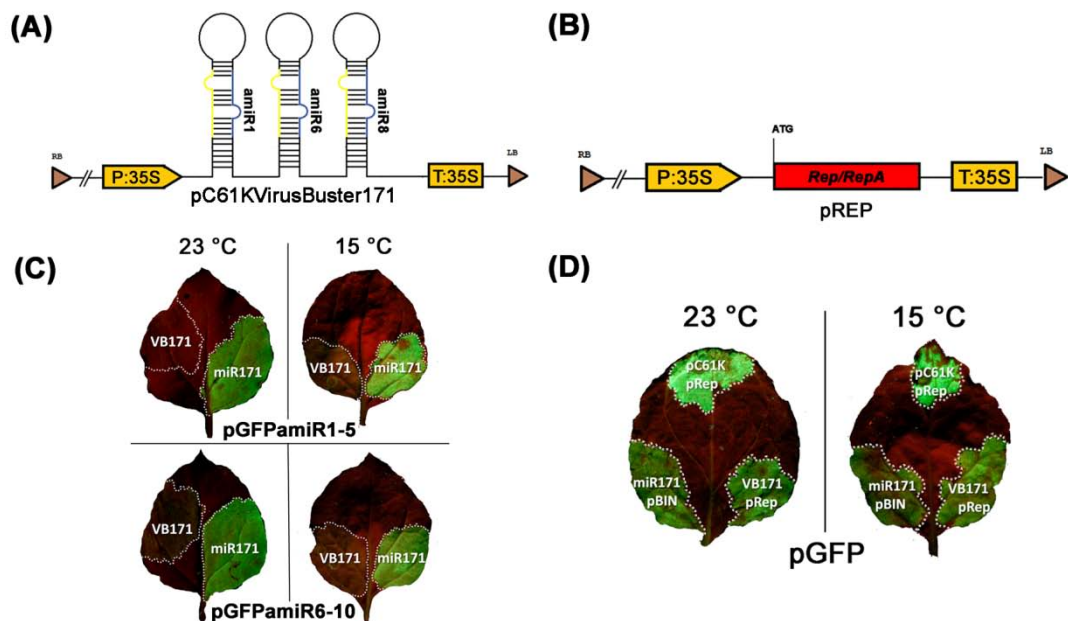 (A)
amiR1
amiR6
amiR8
RB
P:35S
T:35S
LB
pC61KVirusBuster171
(B)
ATG
RB
P:35S
Rep/RepA
T:35S
LB
pREP
(C)
23 °C
15 °C
VB171
miR171
VB171
miR171
pGFPamiR1-5
VB171
miR171
VB171
miR171
pGFPamiR6-10
(D)
23 °C
15 °C
pC61K
pRep
miR171
pBIN
VB171
pRep
pC61K
pRep
miR171
pBIN
VB171
pRep
pGFP